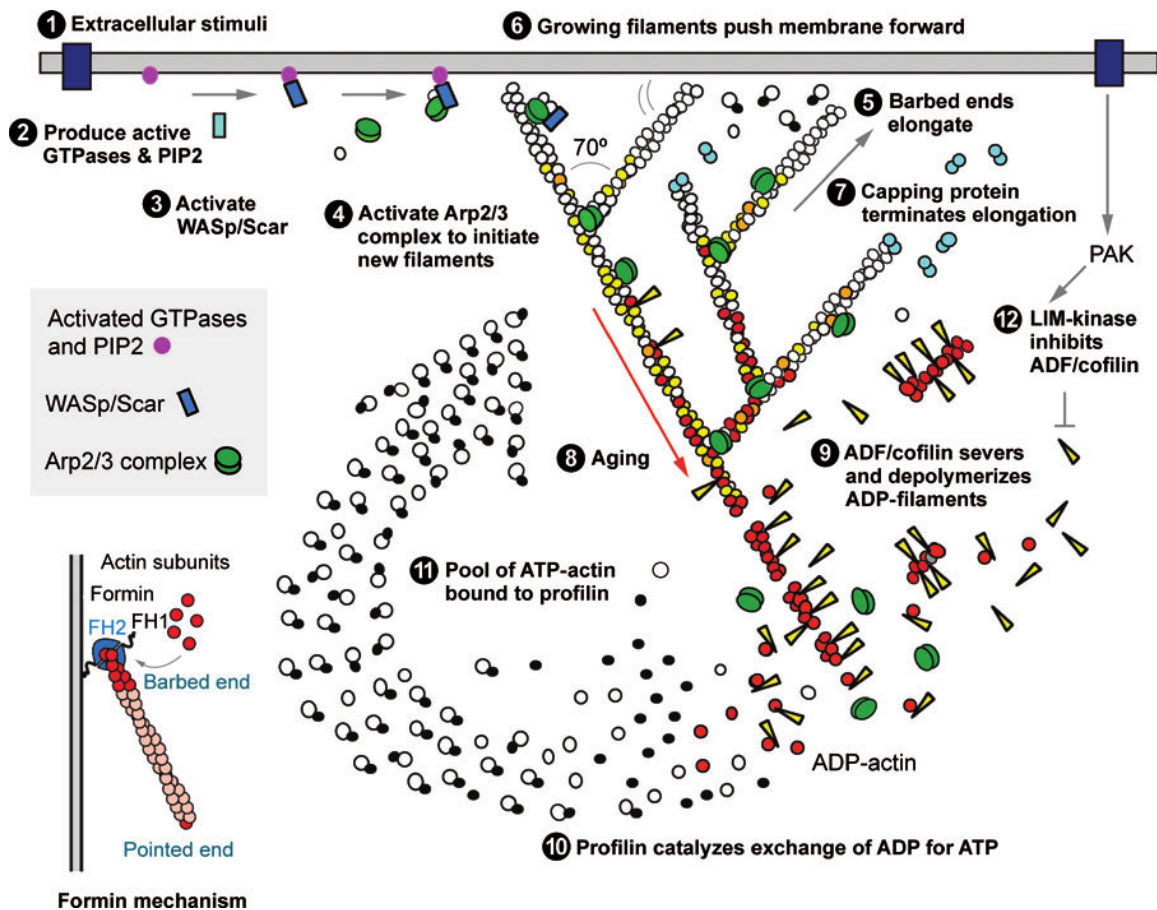 1 Extracellular stimuli
6 Growing filaments push membrane forward
2 Produce active
GTPases & PIP2
3 Activate
WASp/Scar
4 Activate Arp2/3
complex to initiate
new filaments
70º
5 Barbed ends
elongate
7 Capping protein
terminates elongation
PAK
12 LIM-kinase
inhibits
ADF/cofilin
Activated GTPases
and PIP2
WASp/Scar
Arp2/3 complex
8 Aging
9 ADF/cofilin severs
and depolymerizes
ADP-filaments
11 Pool of ATP-actin
bound to profilin
ADP-actin
10 Profilin catalyzes exchange of ADP for ATP
Actin subunits
Formin
FH2
FH1
Barbed end
Pointed end
Formin mechanism